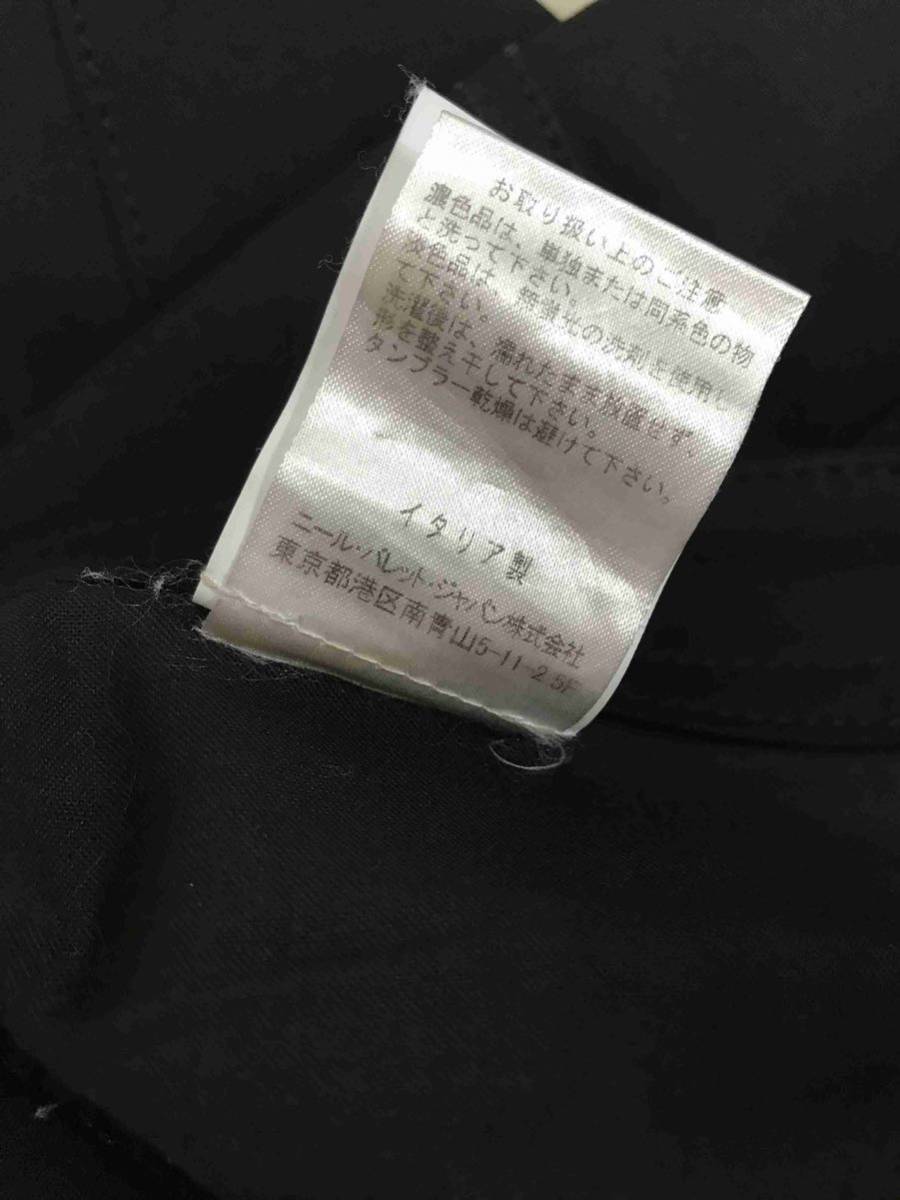 お取り扱い上のご注意
濃色品は、単独または同系色の物
と洗って下さい。
淡色品は、無蛍光の洗剤を使用し
て下さい。
洗濯後は、濡れたまま放置せず、
形を整え干して下さい。
タンブラー乾燥は避けて下さい。
イタリア製
ニール・バレット・ジャパン株式会社
東京都港区南青山5-11-2 5F